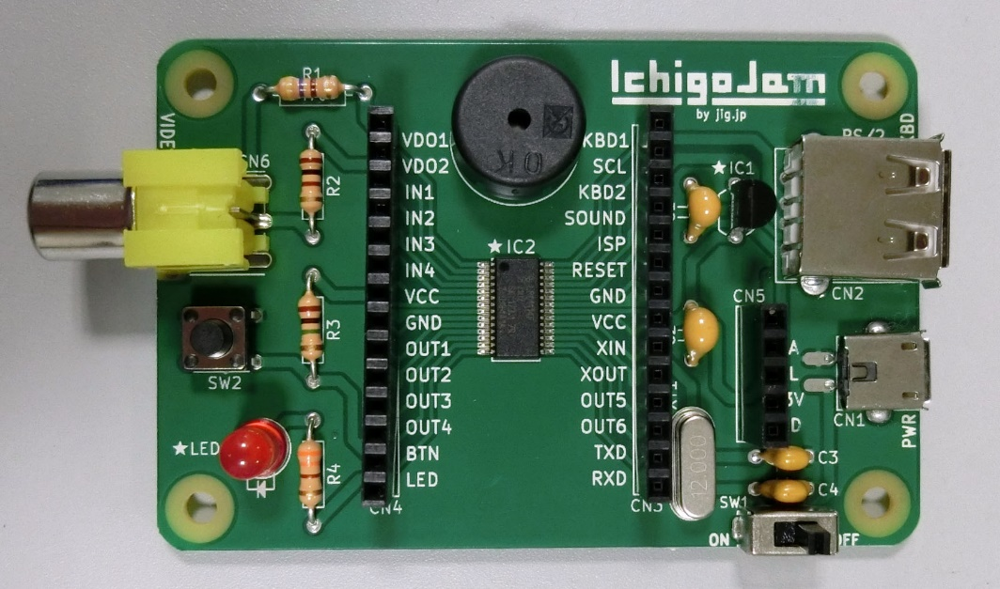 IchigoJam
by jig.jp
R1
CN6
R2
R3
R4
SW2
★LED
VDO1
VDO2
IN1
IN2
IN3
IN4
VCC
GND
OUT1
OUT2
OUT3
OUT4
BTN
LED
CN4
★IC2
KBD1
SCL
KBD2
SOUND
ISP
RESET
GND
VCC
XIN
XOUT
OUT5
OUT6
TXD
RXD
CN3
★IC1
PS/2
KBD
CN2
CN5
CN1
PWR
C3
C4
SW1
ON
12.000